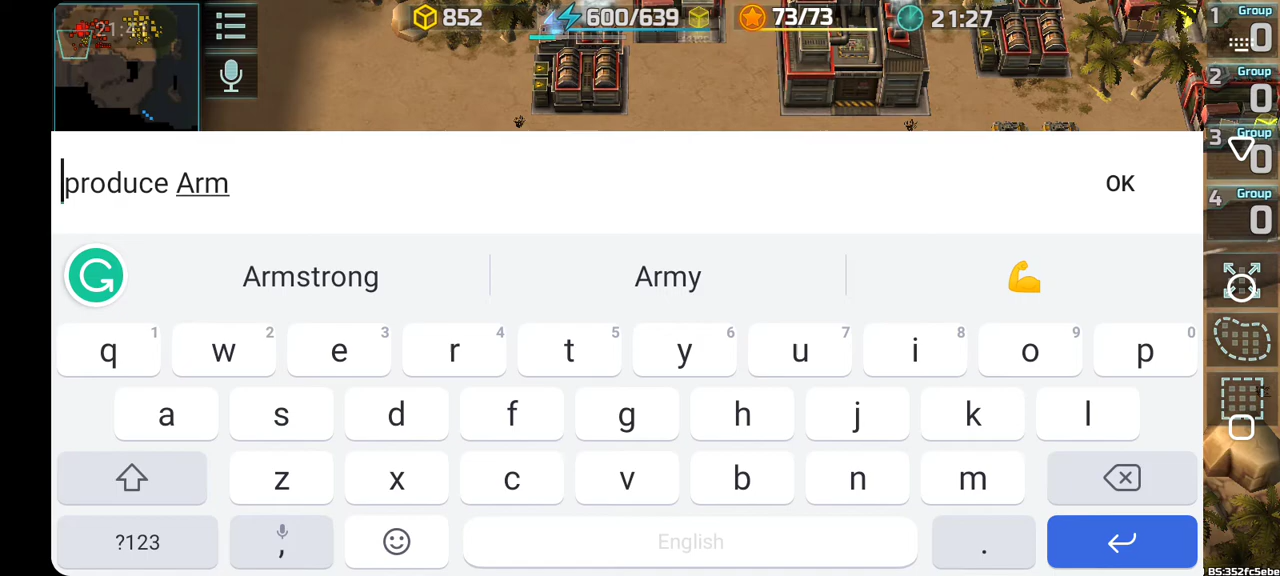 21:27
852
600/639
73/73
21:27
1 Group
0
2 Group
0
3 Group
0
4 Group
0
produce Arm
OK
Armstrong Army 💪
1 2 3 4 5 6 7 8 9 0
q w e r t y u i o p
a s d f g h j k l
z x c v b n m
?123 , English .
BS:352fc5ebe